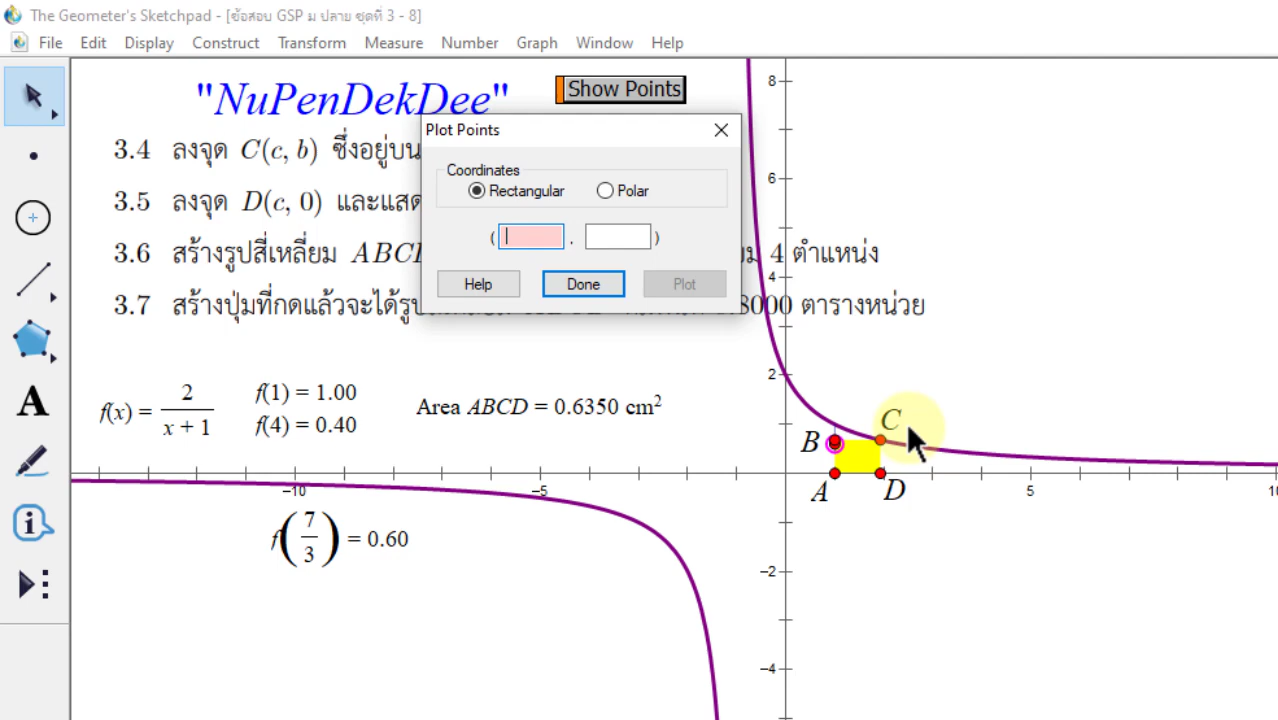 The Geometer's Sketchpad - [ข้อสอบ GSP ม ปลาย ชุดที่ 3 - 8]
File Edit Display Construct Transform Measure Number Graph Window Help
"NuPenDekDee"
Show Points
3.4 ลงจุด C(c, b) ซึ่งอยู่บน
3.5 ลงจุด D(c, 0) และแสด
3.6 สร้างรูปสี่เหลี่ยม ABCD 4 ตำแหน่ง
3.7 สร้างปุ่มที่กดแล้วจะได้รูป 8000 ตารางหน่วย
Plot Points
Coordinates
Rectangular Polar
( , )
Help Done Plot
f(x) = 2/(x + 1)
f(1) = 1.00
f(4) = 0.40
Area ABCD = 0.6350 cm²
f(7/3) = 0.60
8
6
4
2
B C
A D
-10 -5 5 10
-2
-4